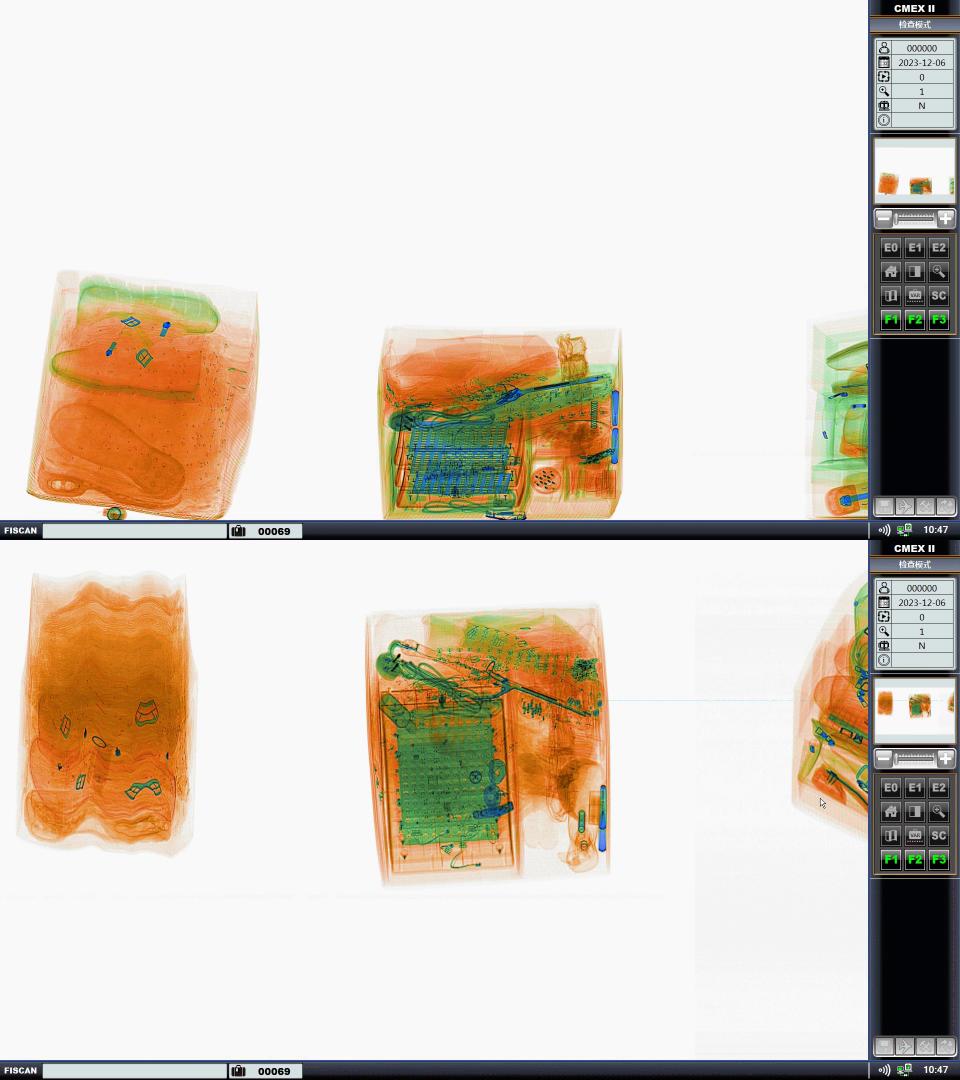 CMEX II
检查模式
000000
2023-12-06
0
1
N
E0 E1 E2
VAR SC
F1 F2 F3
FISCAN 00069 10:47
CMEX II
检查模式
000000
2023-12-06
0
1
N
E0 E1 E2
VAR SC
F1 F2 F3
FISCAN 00069 10:47